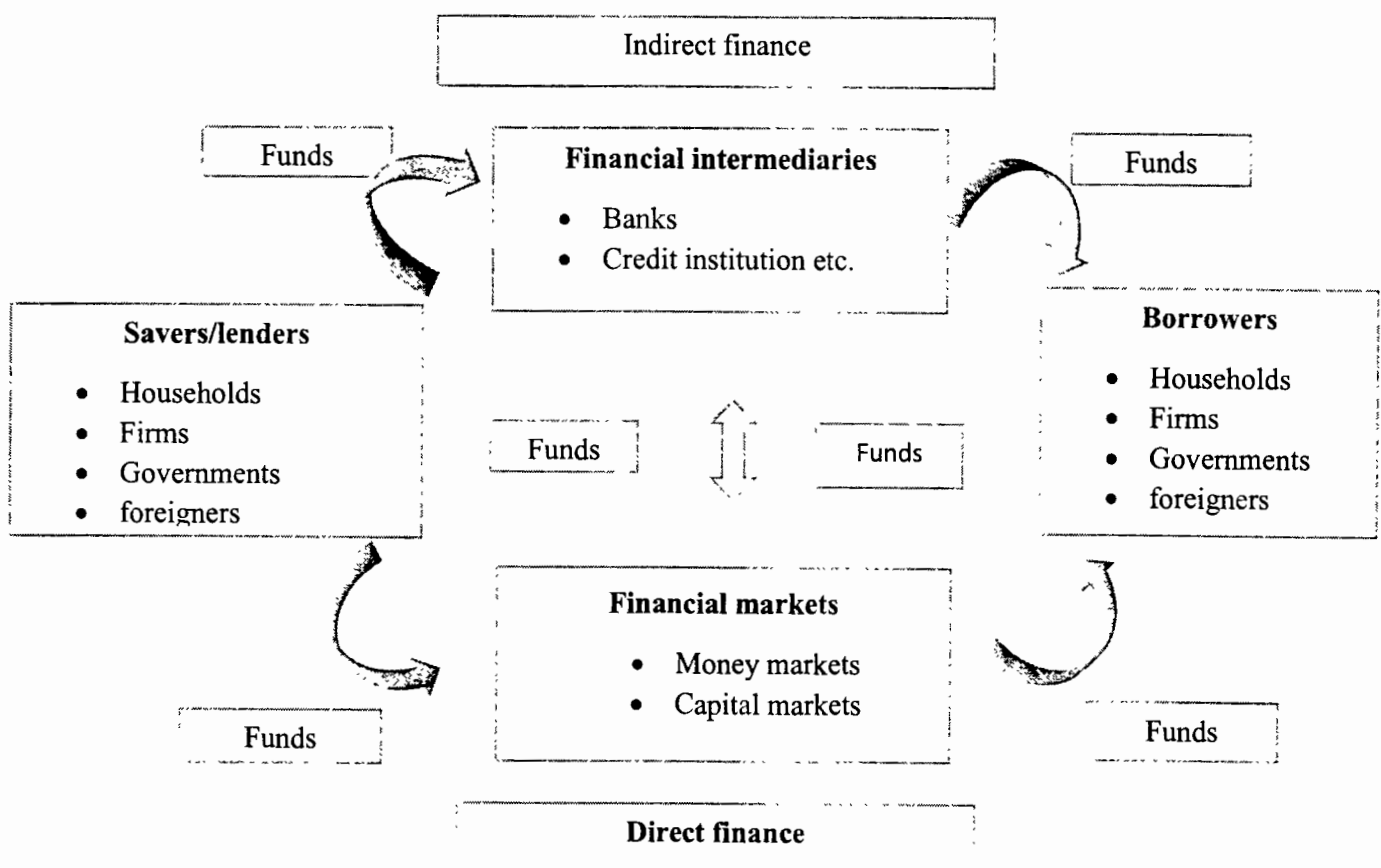 Indirect finance
Funds
Financial intermediaries
• Banks
• Credit institution etc.
Funds
Savers/lenders
• Households
• Firms
• Governments
• foreigners
Funds
Funds
Borrowers
• Households
• Firms
• Governments
• foreigners
Financial markets
• Money markets
• Capital markets
Funds
Funds
Direct finance